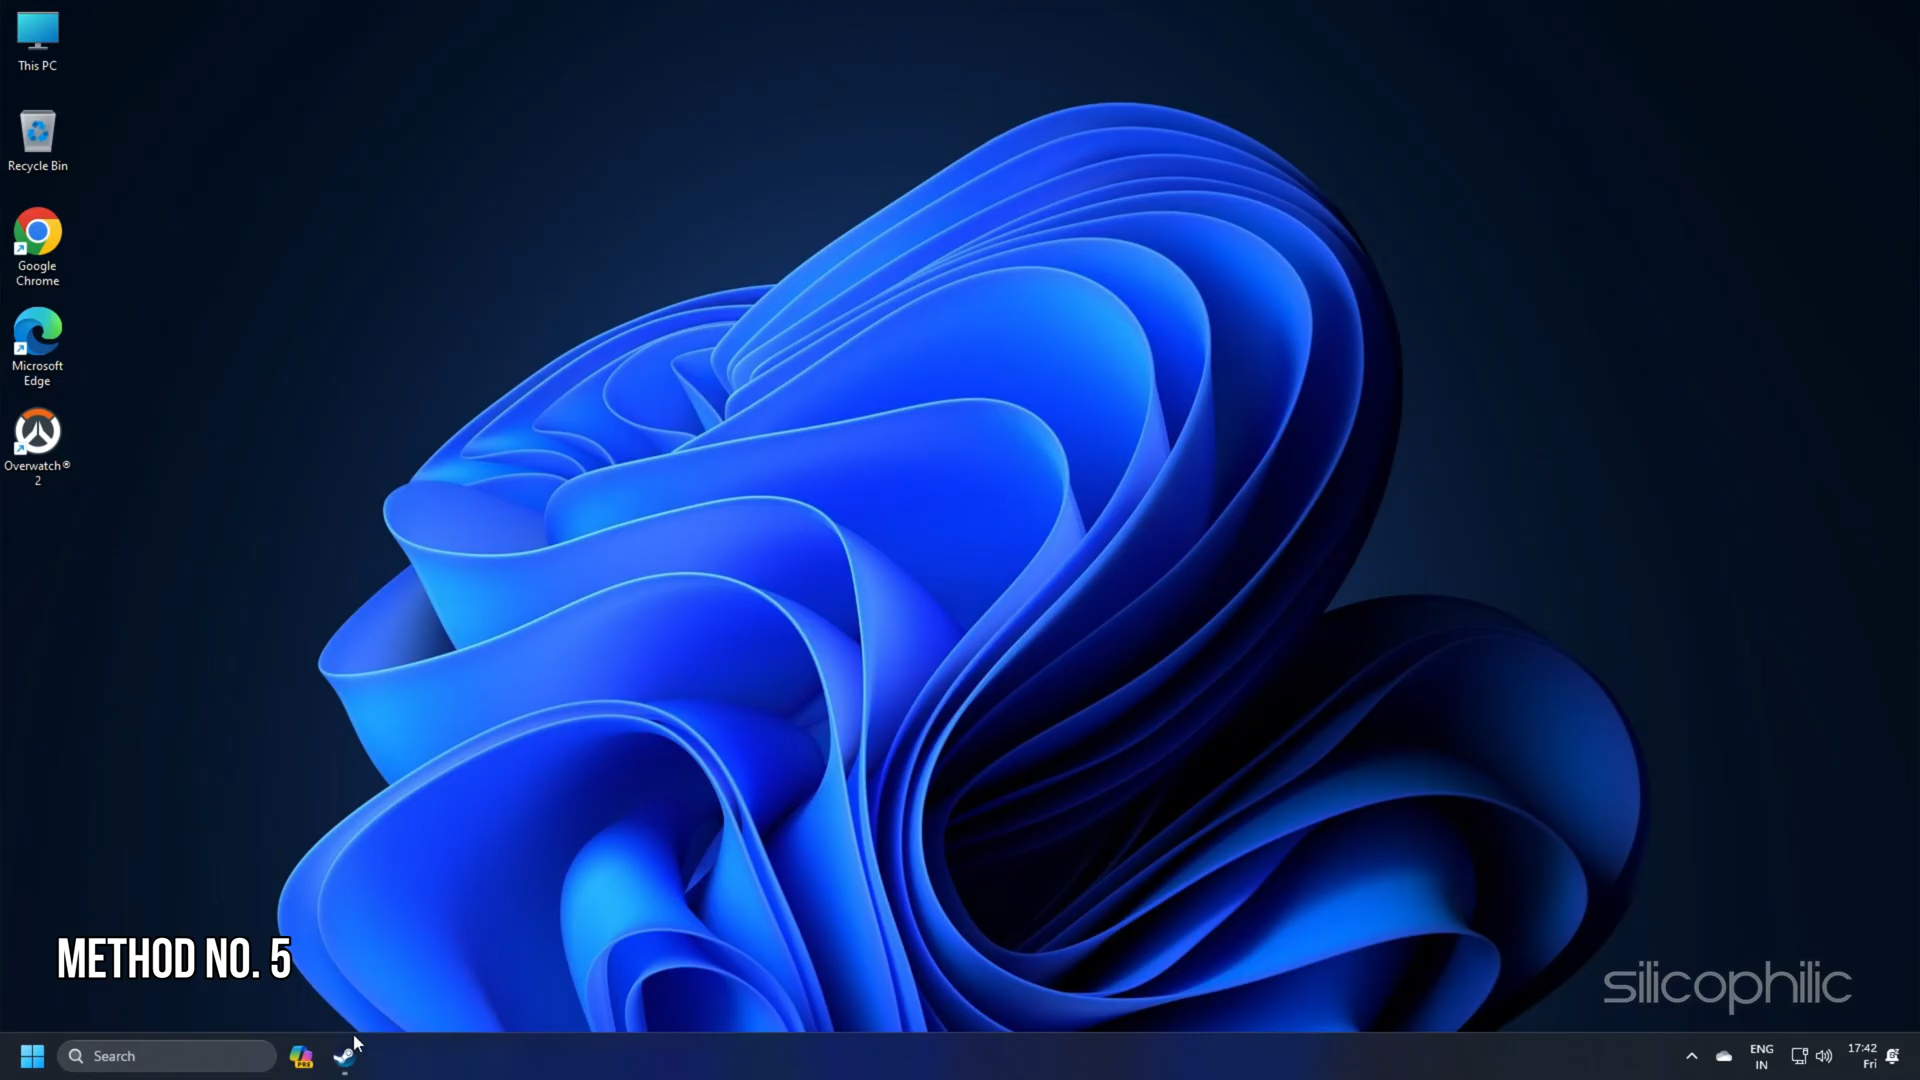 This PC
Recycle Bin
Google
Chrome
Microsoft
Edge
Overwatch®
2
METHOD NO. 5
silicophilic
Search
PRE
ENG
IN
17:42
Fri